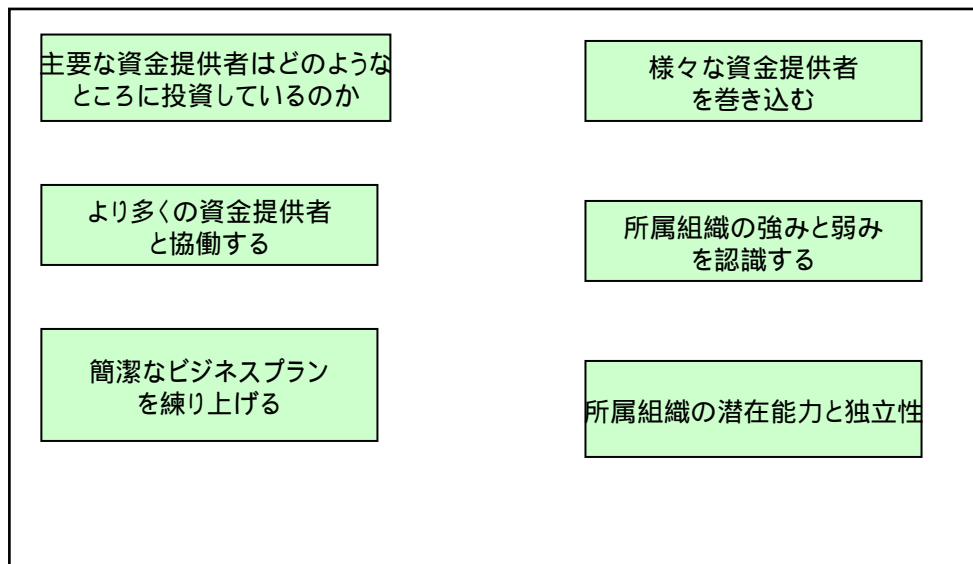 主要な資金提供者はどのような
ところに投資しているのか
様々な資金提供者
を巻き込む
より多くの資金提供者
と協働する
所属組織の強みと弱み
を認識する
簡潔なビジネスプラン
を練り上げる
所属組織の潜在能力と独立性